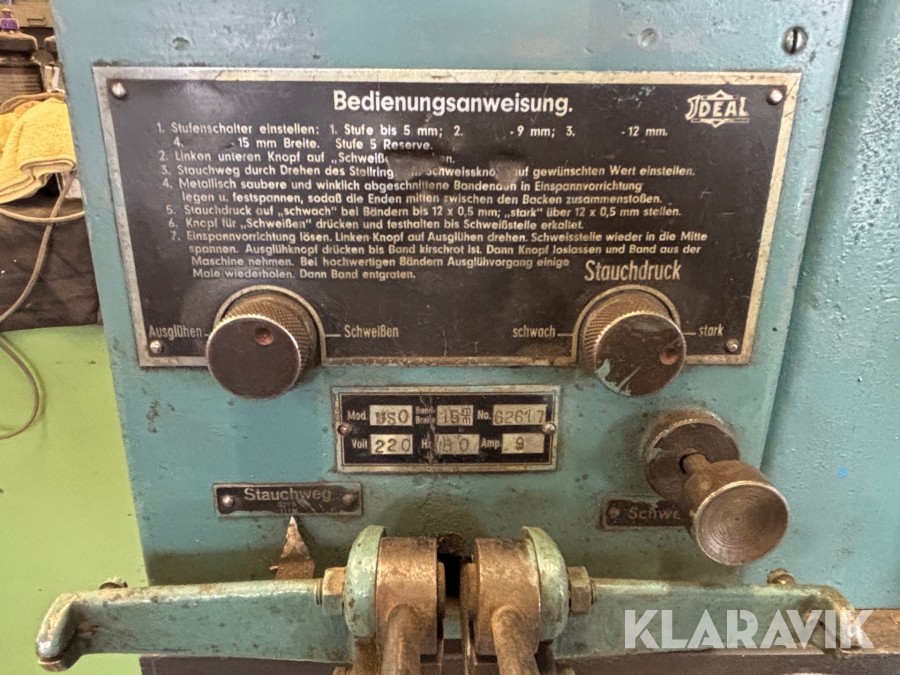 Bedienungsanweisung.
IDEAL
1. Stufenschalter einstellen: 1. Stufe bis 5 mm; 2. -9 mm; 3. -12 mm.
4. - 15 mm Breite. Stufe 5 Reserve.
2. Linken unteren Knopf auf „Schweiß
3. Stauchweg durch Drehen des Stellring Schweissknopf auf gewünschten Wert einstellen.
4. Metallisch saubere und winklich abgeschnittene Bandenden in Einspannvorrichtung
legen u. festspannen, sodaß die Enden mitten zwischen den Backen zusammenstoßen.
5. Stauchdruck auf „schwach" bei Bändern bis 12 x 0,5 mm; „stark" über 12 x 0,5 mm stellen.
6. Knopf für „Schweißen" drücken und festhalten bis Schweißstelle erkaltet.
7. Einspannvorrichtung lösen. Linken Knopf auf Ausglühen drehen. Schweisstelle wieder in die Mitte
spannen. Ausglühknopf drücken bis Band kirschrot ist. Dann Knopf loslassen und Band aus der
Maschine nehmen. Bei hochwertigen Bändern Ausglühvorgang einige
Male wiederholen. Dann Band entgraten.
Stauchdruck
Ausglühen Schweißen schwach stark
Mod. BSO Band-Breite 15 m/m No. 62617
Volt 220 Hz 50 Amp. 9
Stauchweg
Schwe
KLARAVIK